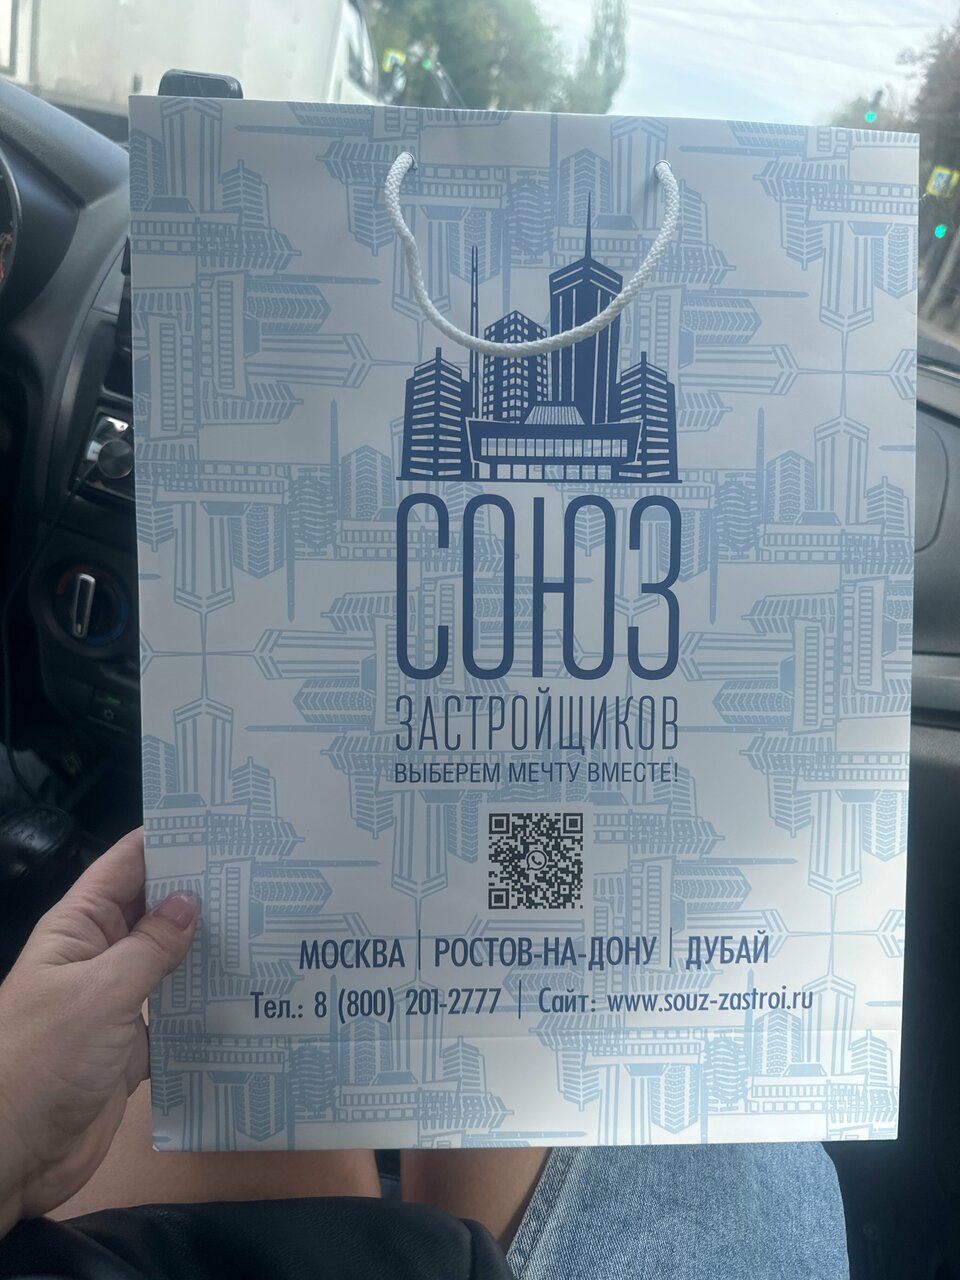 СОЮЗ
ЗАСТРОЙЩИКОВ
ВЫБЕРЕМ МЕЧТУ ВМЕСТЕ!
МОСКВА | РОСТОВ-НА-ДОНУ | ДУБАЙ
Тел.: 8 (800) 201-2777 | Сайт: www.souz-zastroi.ru